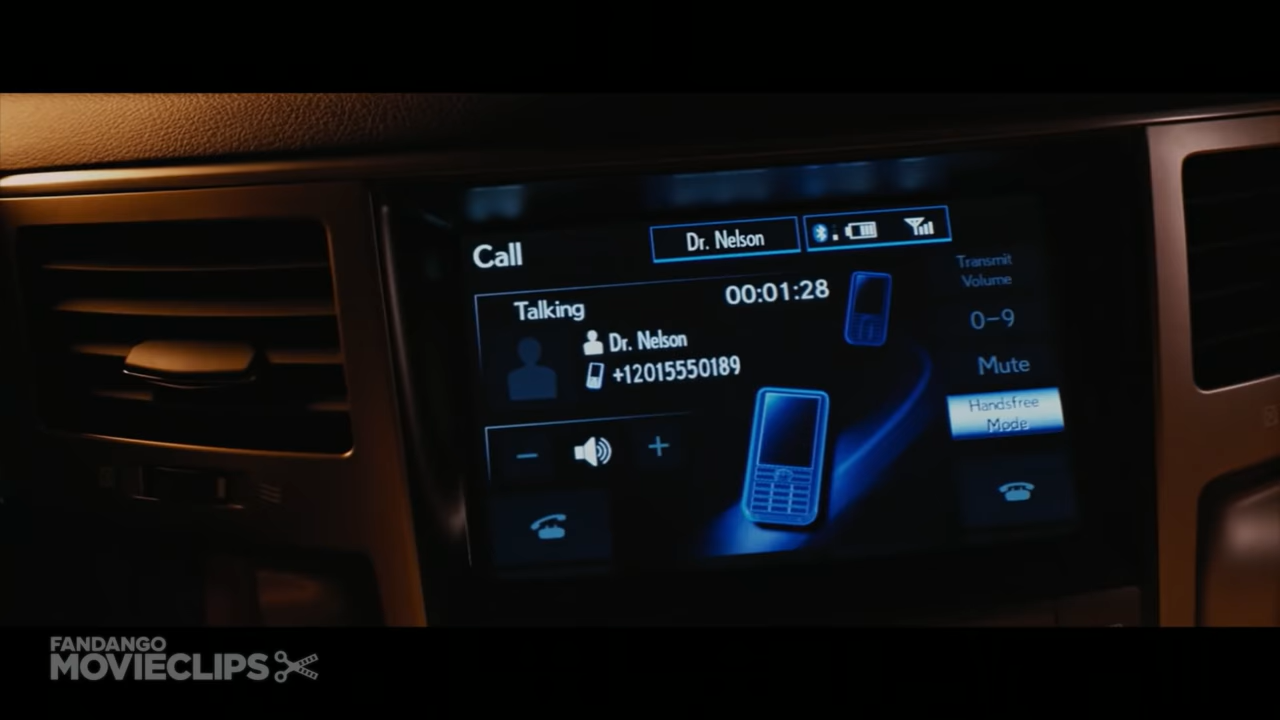 Call
Dr. Nelson
Talking
00:01:28
Dr. Nelson
+12015550189
Transmit
Volume
0-9
Mute
Handsfree
Mode
FANDANGO
MOVIECLIPS